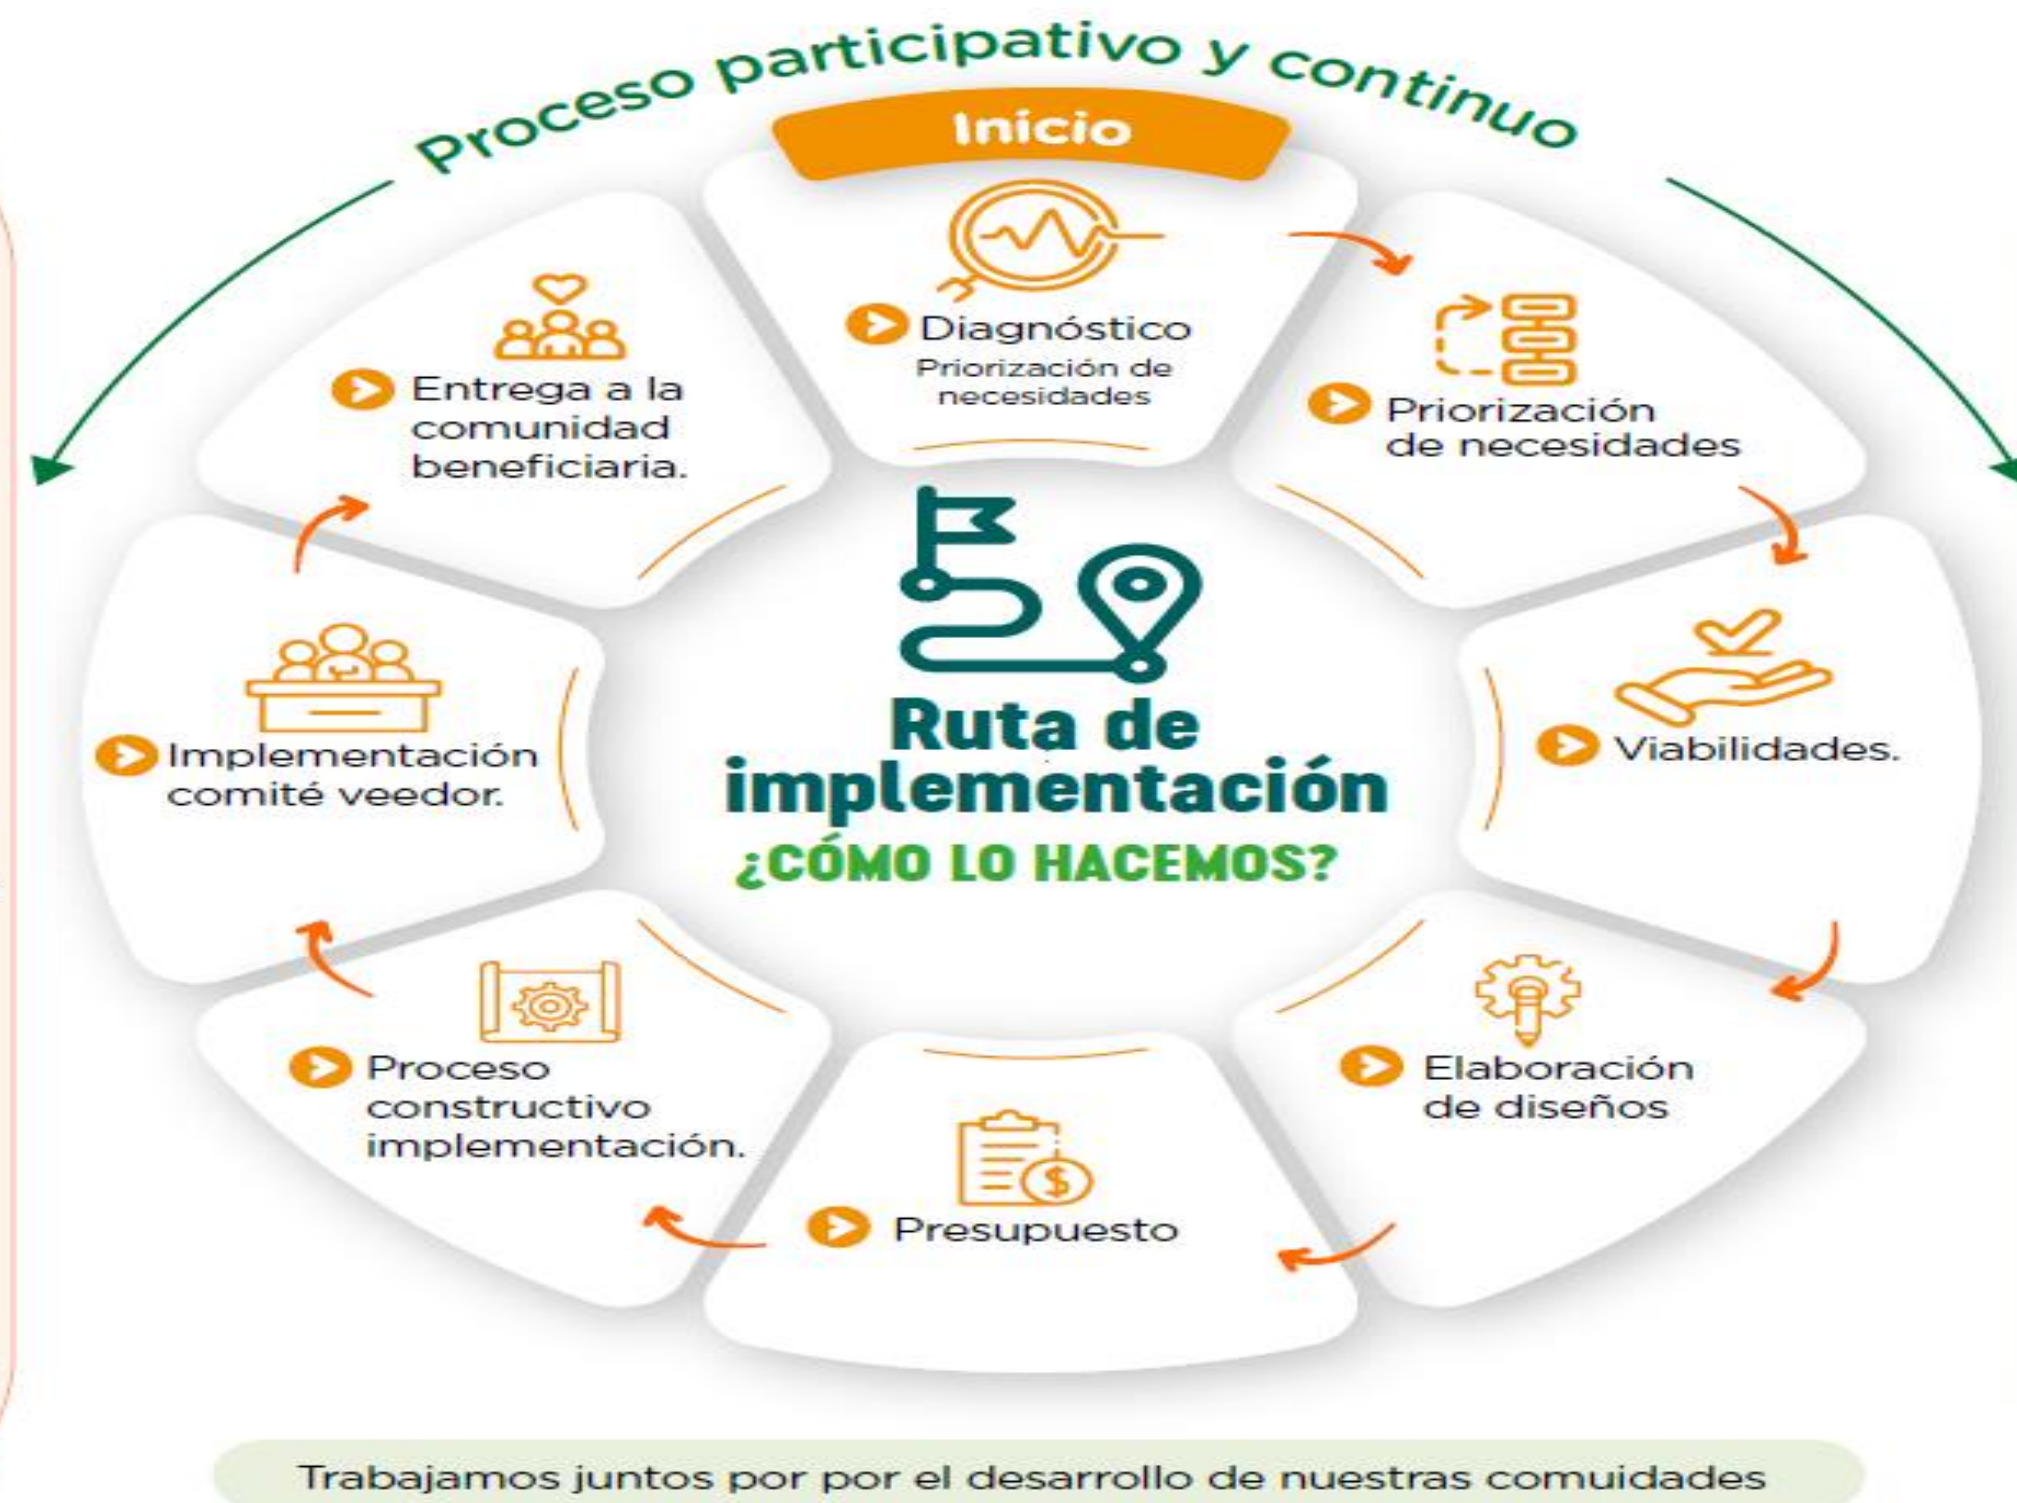 Proceso participativo y continuo
Inicio
Diagnóstico
Priorización de
necesidades
Priorización
de necesidades
Viabilidades.
Elaboración
de diseños
Presupuesto
Proceso
constructivo
implementación.
Implementación
comité veedor.
Entrega a la
comunidad
beneficiaria.
Ruta de
implementación
¿CÓMO LO HACEMOS?
Trabajamos juntos por por el desarrollo de nuestras comuidades